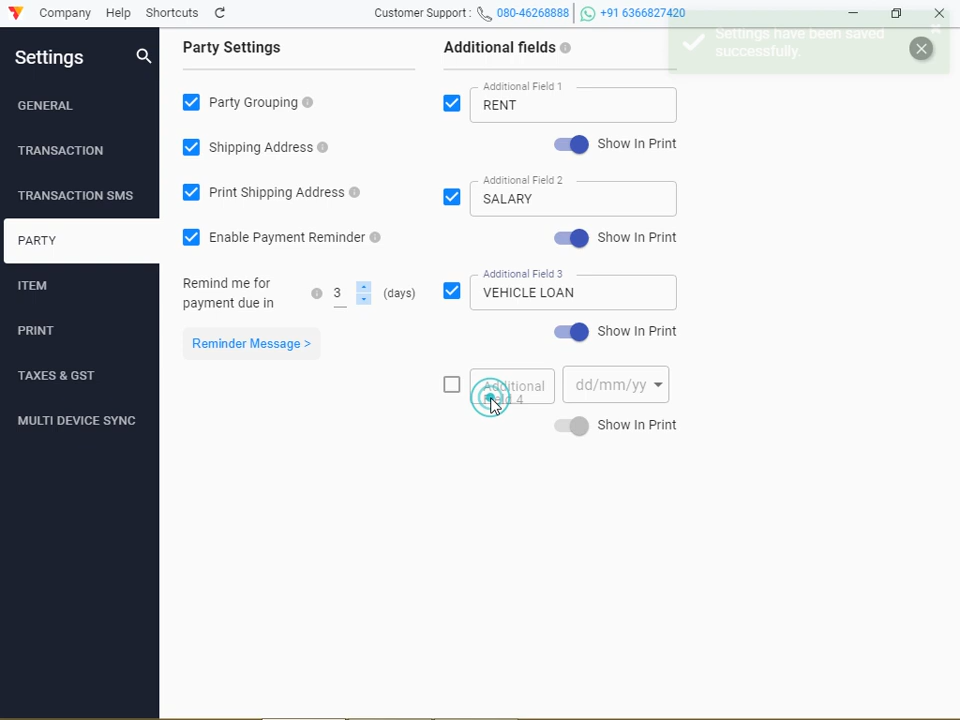 Company Help Shortcuts Customer Support : 080-46268888 +91 6366827420
Settings
GENERAL
TRANSACTION
TRANSACTION SMS
PARTY
ITEM
PRINT
TAXES & GST
MULTI DEVICE SYNC
Party Settings
Party Grouping
Shipping Address
Print Shipping Address
Enable Payment Reminder
Remind me for
payment due in
3 (days)
Reminder Message >
Additional fields
Additional Field 1
RENT
Show In Print
Additional Field 2
SALARY
Show In Print
Additional Field 3
VEHICLE LOAN
Show In Print
Additional
Field 4
dd/mm/yy
Show In Print
Settings have been saved
successfully.